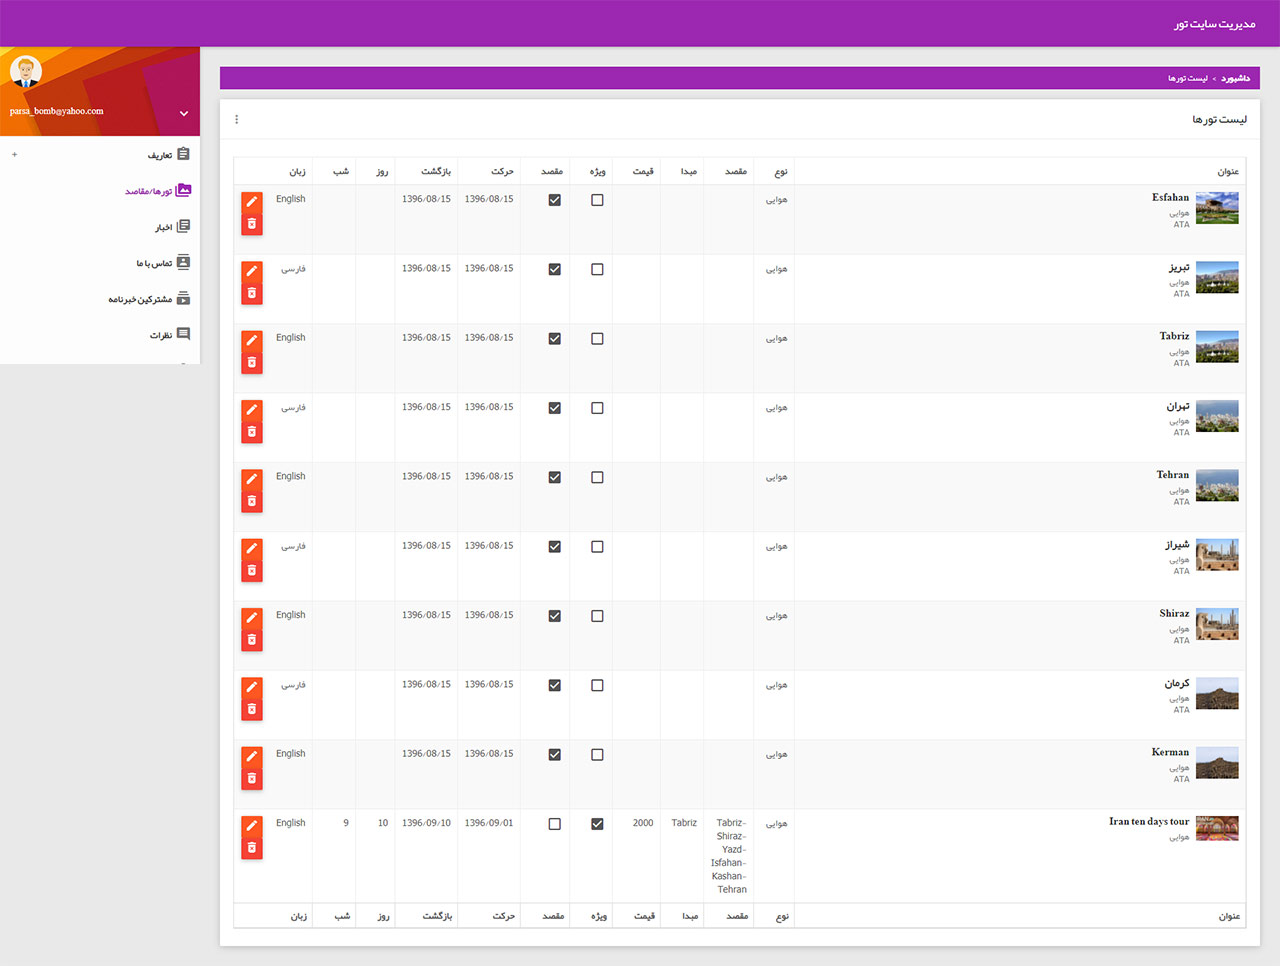 مدیریت سایت تور
داشبورد > لیست تورها
parsa_bomb@yahoo.com
تعاریف +
تورها/مقاصد
اخبار
تماس با ما
مشترکین خبرنامه
نظرات
لیست تورها
عنوان نوع مقصد مبدا قیمت ویژه مقصد حرکت بازگشت روز شب زبان
Esfahan هوایی 1396/08/15 1396/08/15 English
هوایی
ATA
تبریز هوایی 1396/08/15 1396/08/15 فارسی
هوایی
ATA
Tabriz هوایی 1396/08/15 1396/08/15 English
هوایی
ATA
تهران هوایی 1396/08/15 1396/08/15 فارسی
هوایی
ATA
Tehran هوایی 1396/08/15 1396/08/15 English
هوایی
ATA
شیراز هوایی 1396/08/15 1396/08/15 فارسی
هوایی
ATA
Shiraz هوایی 1396/08/15 1396/08/15 English
هوایی
ATA
کرمان هوایی 1396/08/15 1396/08/15 فارسی
هوایی
ATA
Kerman هوایی 1396/08/15 1396/08/15 English
هوایی
ATA
Iran ten days tour هوایی Tabriz- Tabriz 2000 1396/09/01 1396/09/10 10 9 English
هوایی Shiraz-
Yazd-
Isfahan-
Kashan-
Tehran
عنوان نوع مقصد مبدا قیمت ویژه مقصد حرکت بازگشت روز شب زبان